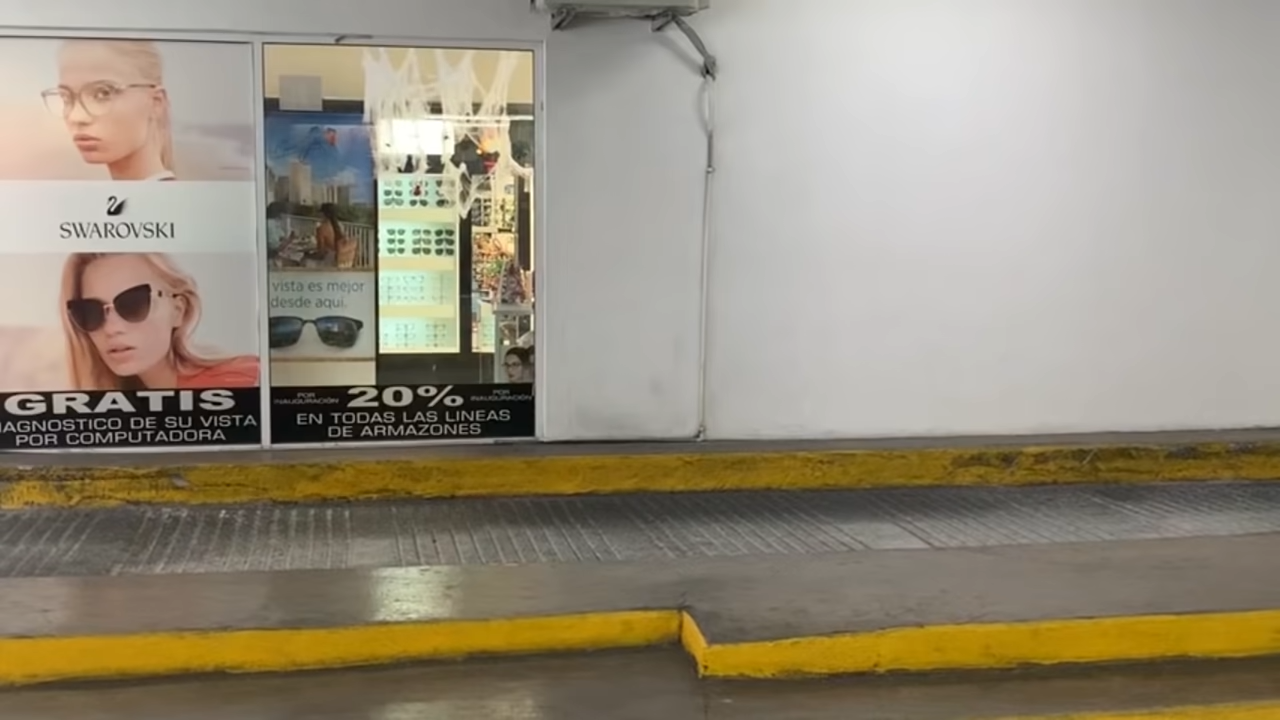 SWAROVSKI
GRATIS
IAGNOSTICO DE SU VISTA
POR COMPUTADORA
vista es mejor
desde aquí.
POR INAUGURACIÓN 20% POR INAUGURACIÓN
EN TODAS LAS LINEAS
DE ARMAZONES